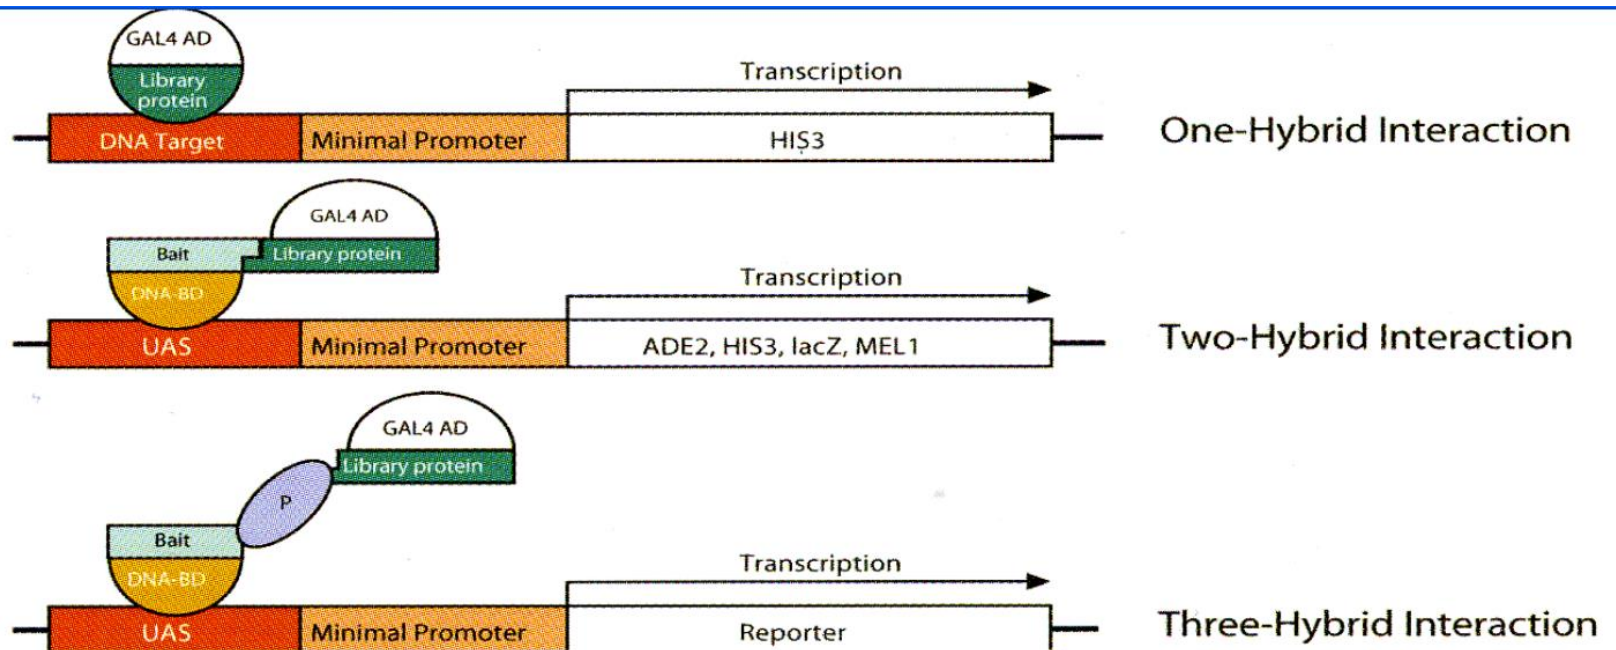 GAL4 AD
Library
protein
Transcription
DNA Target
Minimal Promoter
HIS3
One-Hybrid Interaction
GAL4 AD
Bait
Library protein
DNA-BD
Transcription
UAS
Minimal Promoter
ADE2, HIS3, lacZ, MEL1
Two-Hybrid Interaction
GAL4 AD
Library protein
P
Bait
DNA-BD
Transcription
UAS
Minimal Promoter
Reporter
Three-Hybrid Interaction